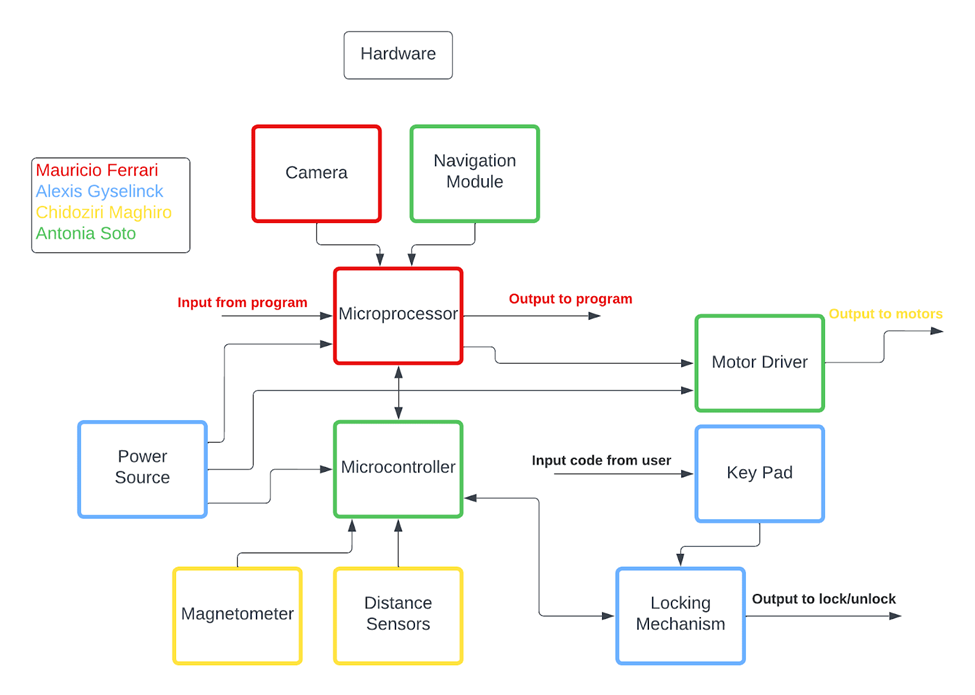 Hardware
Camera
Navigation
Module
Mauricio Ferrari
Alexis Gyselinck
Chidoziri Maghiro
Antonia Soto
Input from program
Microprocessor
Output to program
Output to motors
Motor Driver
Power
Source
Microcontroller
Input code from user
Key Pad
Magnetometer
Distance
Sensors
Locking
Mechanism
Output to lock/unlock